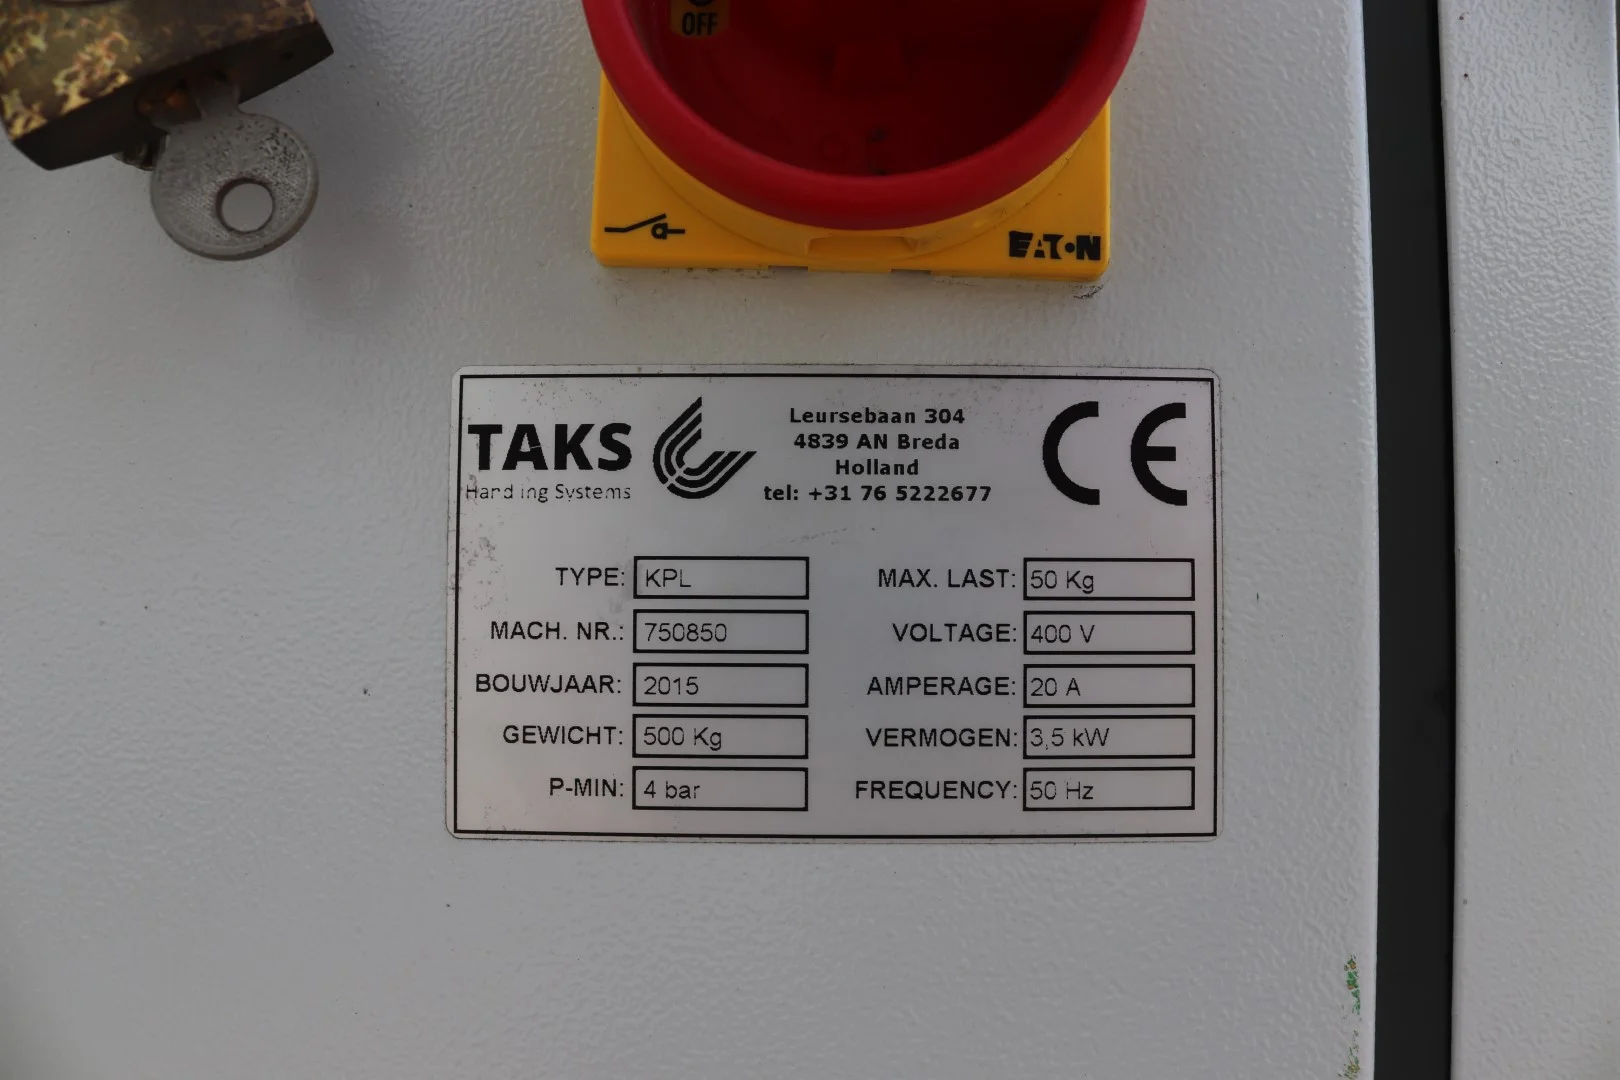 OFF
EATON
TAKS
Handling Systems
Leursebaan 304
4839 AN Breda
Holland
tel: +31 76 5222677
CE
TYPE: KPL
MACH. NR.: 750850
BOUWJAAR: 2015
GEWICHT: 500 Kg
P-MIN: 4 bar
MAX. LAST: 50 Kg
VOLTAGE: 400 V
AMPERAGE: 20 A
VERMOGEN: 3,5 kW
FREQUENCY: 50 Hz